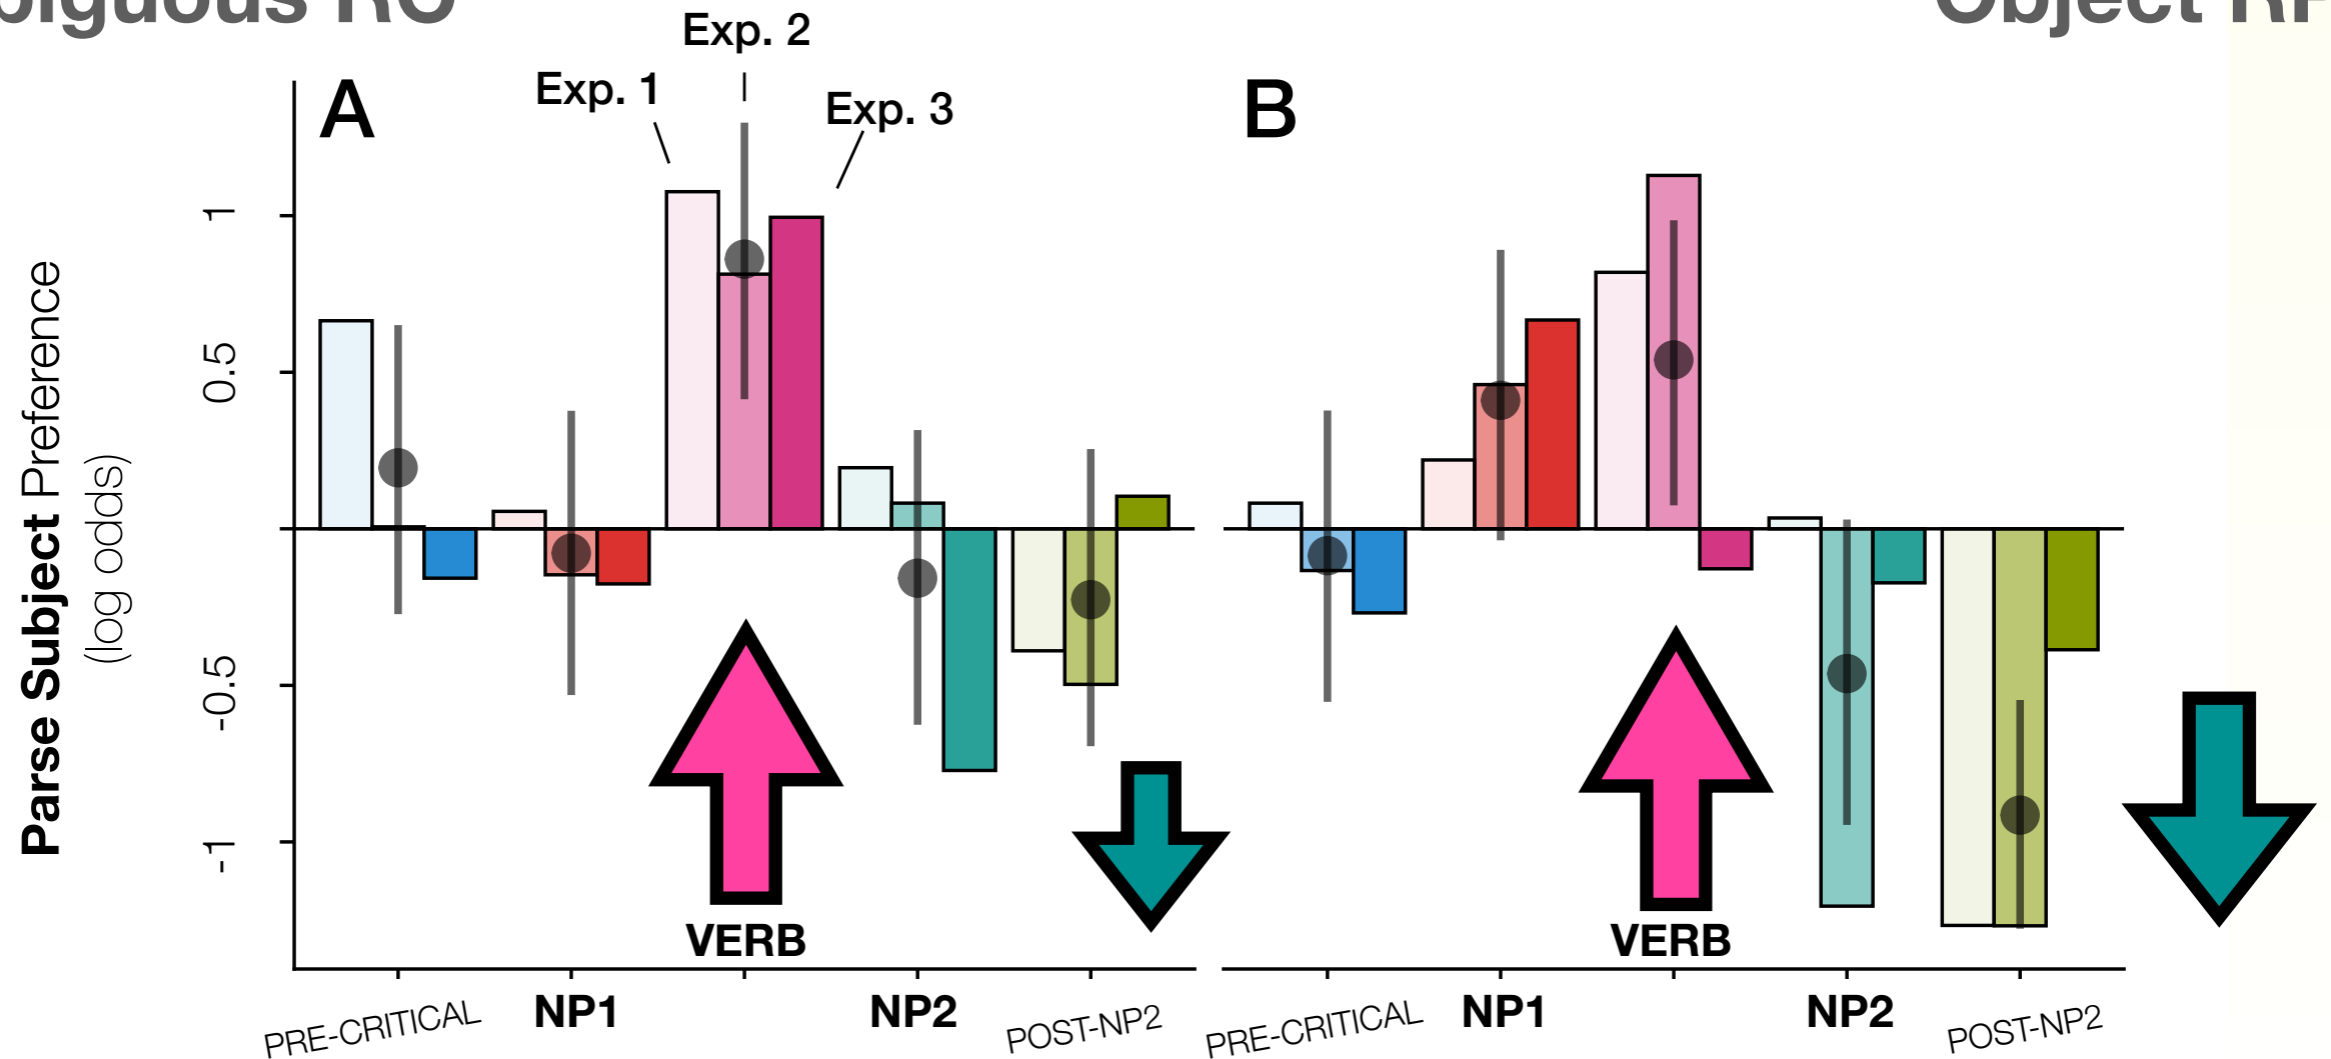 Exp. 2
Exp. 1
Exp. 3
A
B
Parse Subject Preference
(log odds)
1
0.5
-0.5
-1
VERB
VERB
PRE-CRITICAL
NP1
NP2
POST-NP2
PRE-CRITICAL
NP1
NP2
POST-NP2